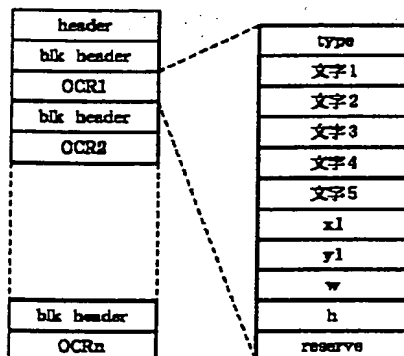 header
blk header
OCR1
blk header
OCR2
blk header
OCRn
type
文字1
文字2
文字3
文字4
文字5
x1
y1
w
h
reserve